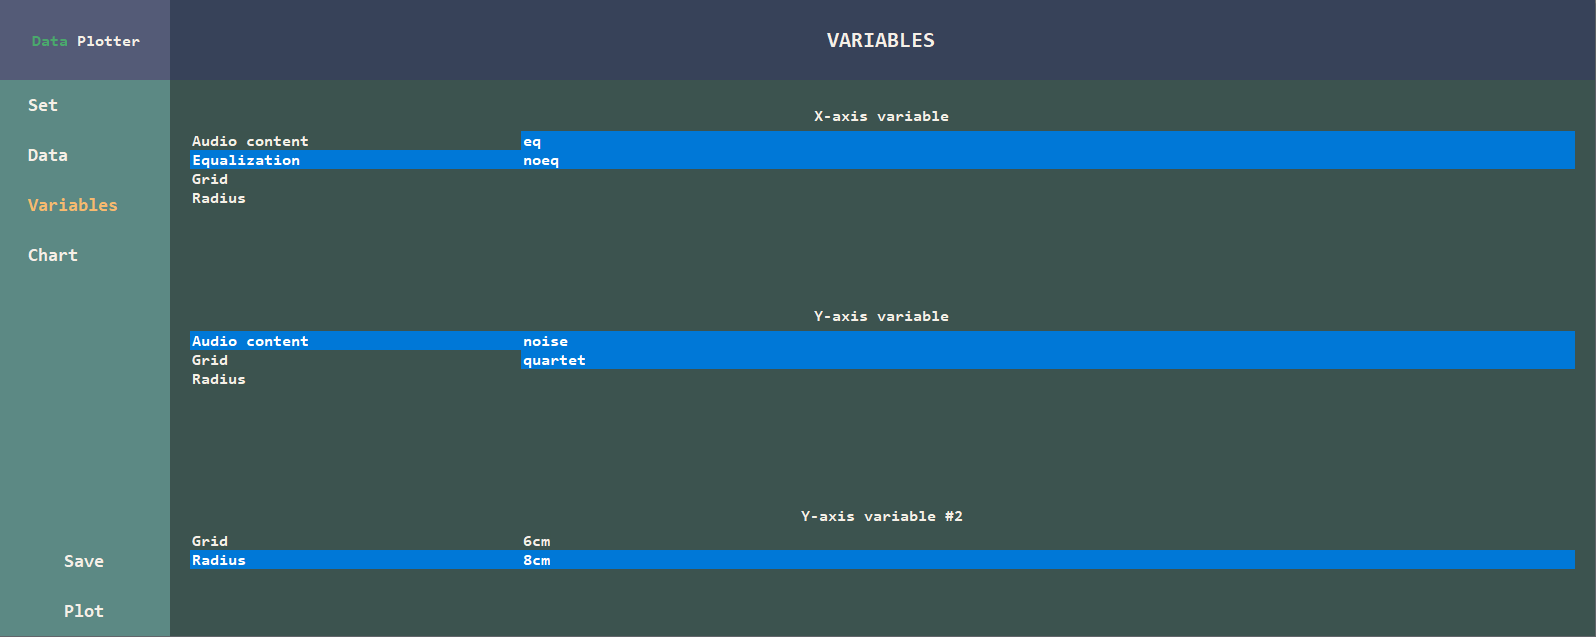 Data Plotter
VARIABLES
Set
Data
Variables
Chart
Save
Plot
X-axis variable
Audio content eq
Equalization noeq
Grid
Radius
Y-axis variable
Audio content noise
Grid quartet
Radius
Y-axis variable #2
Grid 6cm
Radius 8cm